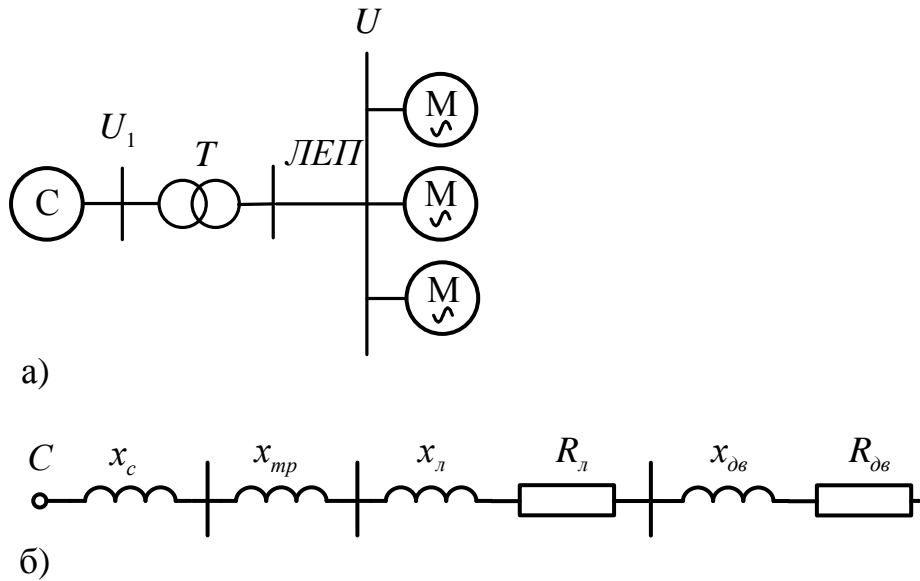 U
M
U₁ T ЛЕП
C M
M
а)
C x_c x_тр x_л R_л x_дв R_дв
б)